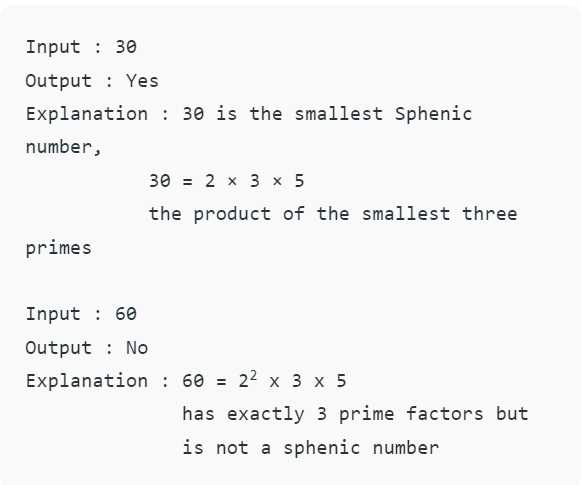 Input : 30
Output : Yes
Explanation : 30 is the smallest Sphenic
number,
30 = 2 × 3 × 5
the product of the smallest three
primes
Input : 60
Output : No
Explanation : 60 = 2² x 3 x 5
has exactly 3 prime factors but
is not a sphenic number